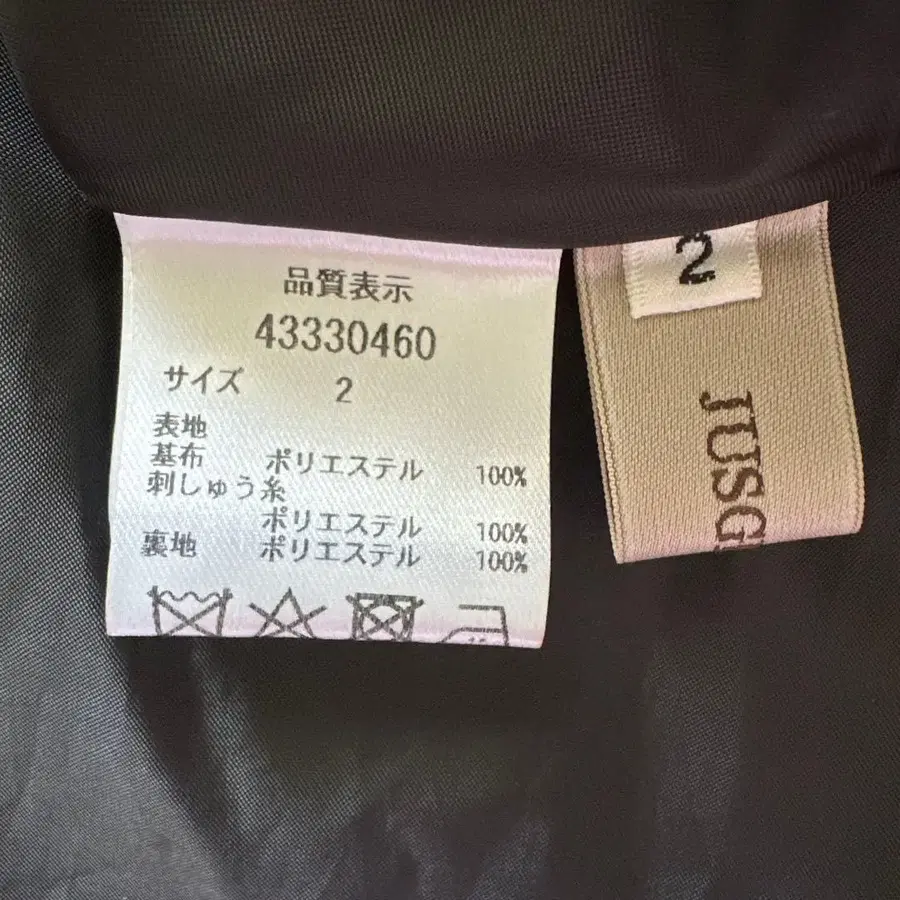 品質表示
43330460
サイズ 2
表地
基布 ポリエステル 100%
刺しゅう糸
ポリエステル 100%
裏地 ポリエステル 100%
2